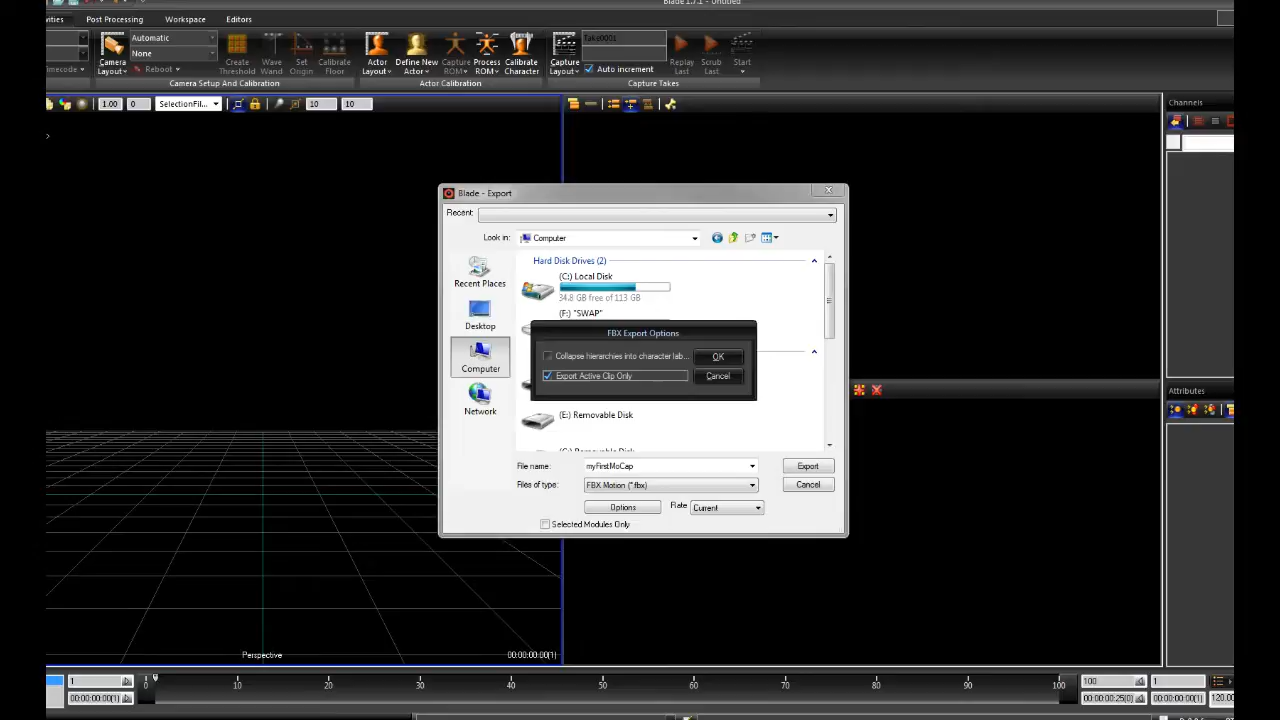 Blade 1.7.1 - Untitled
Post Processing Workspace Editors
Automatic
None
Reboot
Camera
Layout
Create
Threshold
Wave
Wand
Set
Origin
Calibrate
Floor
Actor
Layout
Define New
Actor
Capture
ROM
Process
ROM
Calibrate
Character
Capture
Layout
Take0001
Auto increment
Replay
Last
Scrub
Last
Start
Camera Setup And Calibration
Actor Calibration
Capture Takes
1.00 0 SelectionFil... 10 10
Channels
Blade - Export
Recent:
Look in: Computer
Recent Places
Desktop
Computer
Network
Hard Disk Drives (2)
(C:) Local Disk
34.8 GB free of 113 GB
(F:) "SWAP"
FBX Export Options
Collapse hierarchies into character lab... OK
Export Active Clip Only Cancel
(E:) Removable Disk
File name: myFirstMoCap Export
Files of type: FBX Motion (*.fbx) Cancel
Options Rate Current
Selected Modules Only
Attributes
Perspective 00:00:00:00(1)
1 0 10 20 30 40 50 60 70 80 90 100 100 1
00:00:00:00(1) 00:00:00:25(0) 00:00:00:00(1) 120.00